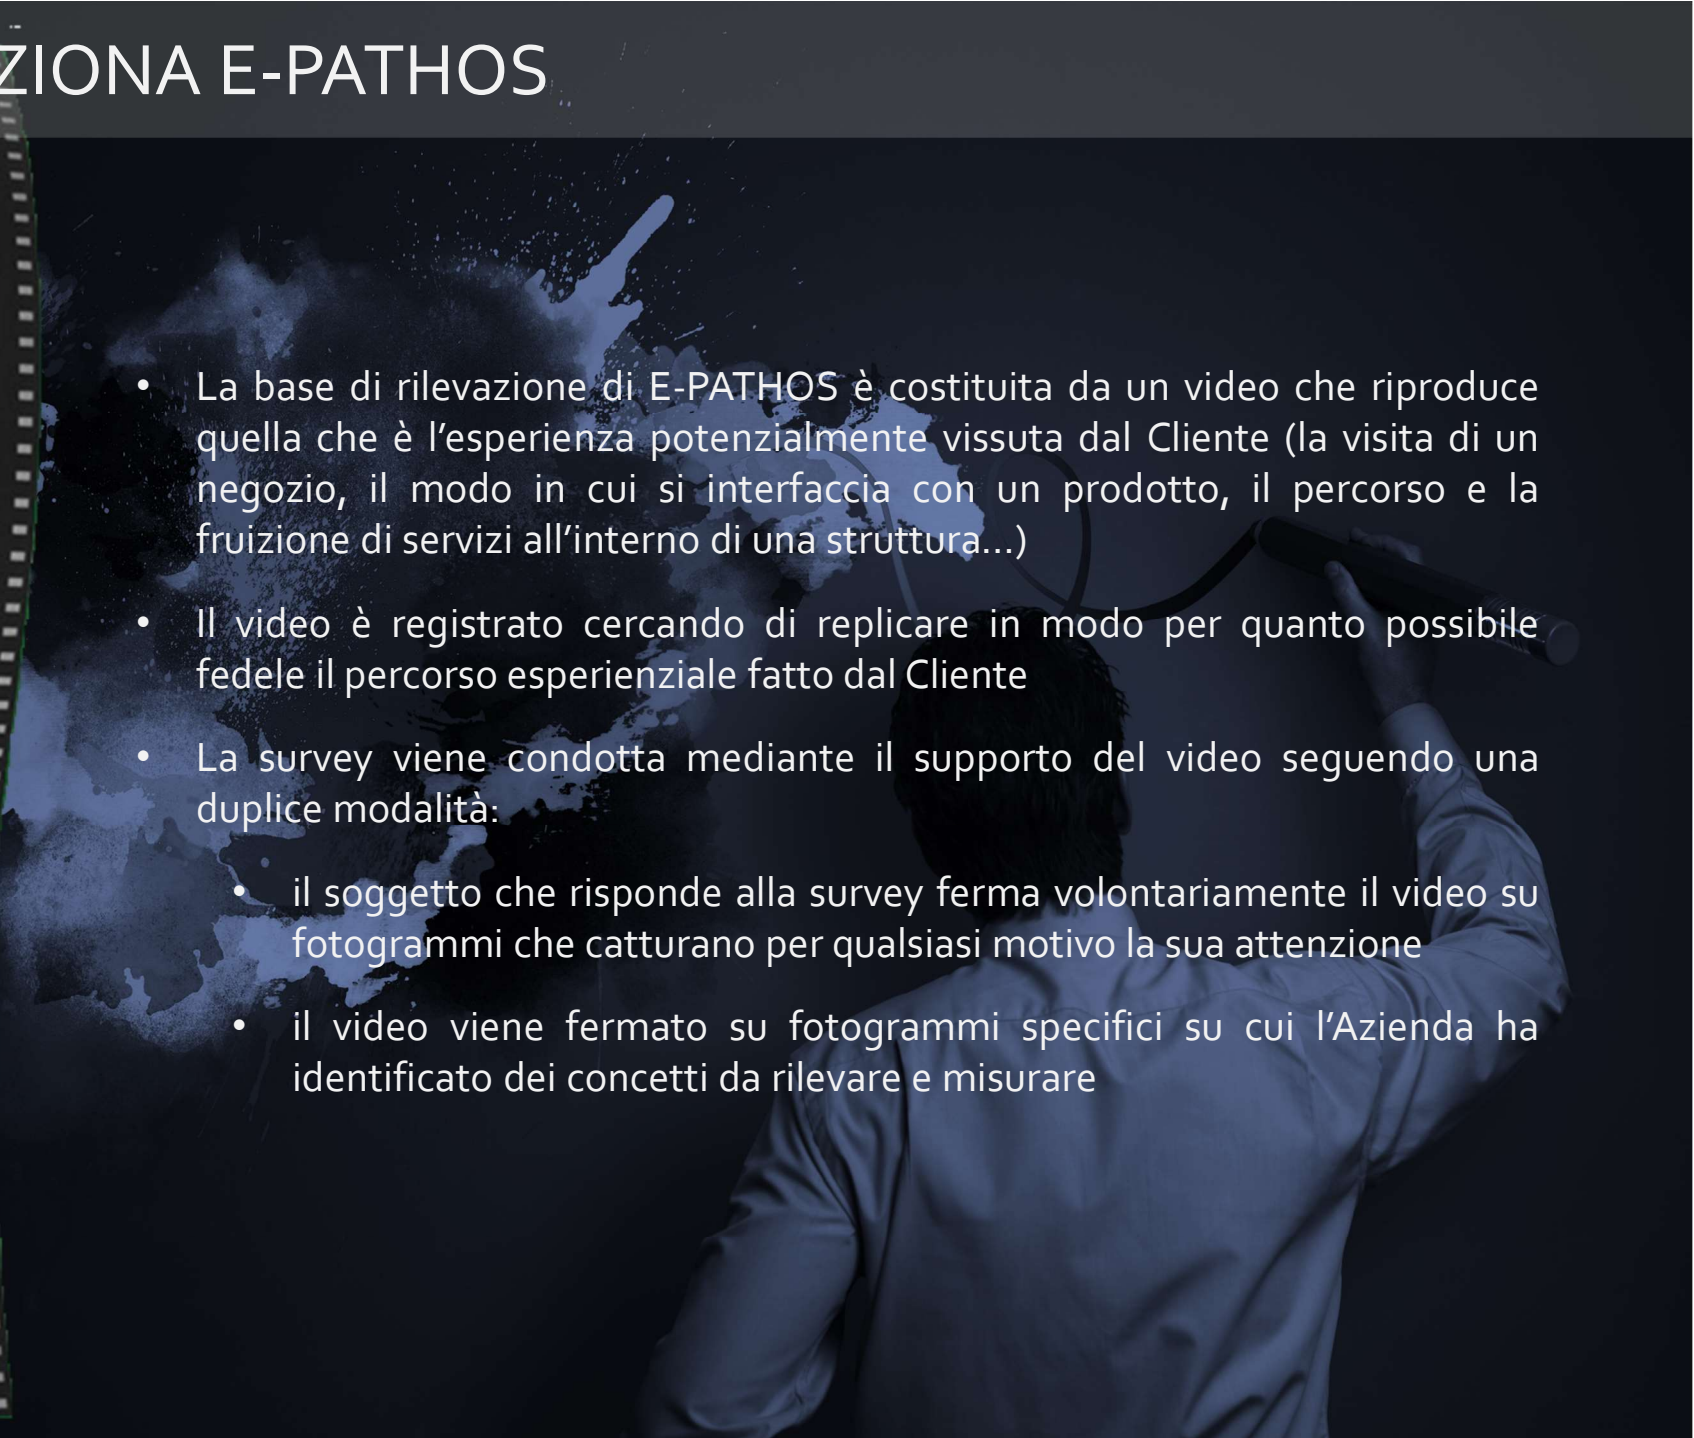 ZIONA E-PATHOS
• La base di rilevazione di E-PATHOS è costituita da un video che riproduce
quella che è l’esperienza potenzialmente vissuta dal Cliente (la visita di un
negozio, il modo in cui si interfaccia con un prodotto, il percorso e la
fruizione di servizi all’interno di una struttura…)
• Il video è registrato cercando di replicare in modo per quanto possibile
fedele il percorso esperienziale fatto dal Cliente
• La survey viene condotta mediante il supporto del video seguendo una
duplice modalità:
• il soggetto che risponde alla survey ferma volontariamente il video su
fotogrammi che catturano per qualsiasi motivo la sua attenzione
• il video viene fermato su fotogrammi specifici su cui l’Azienda ha
identificato dei concetti da rilevare e misurare